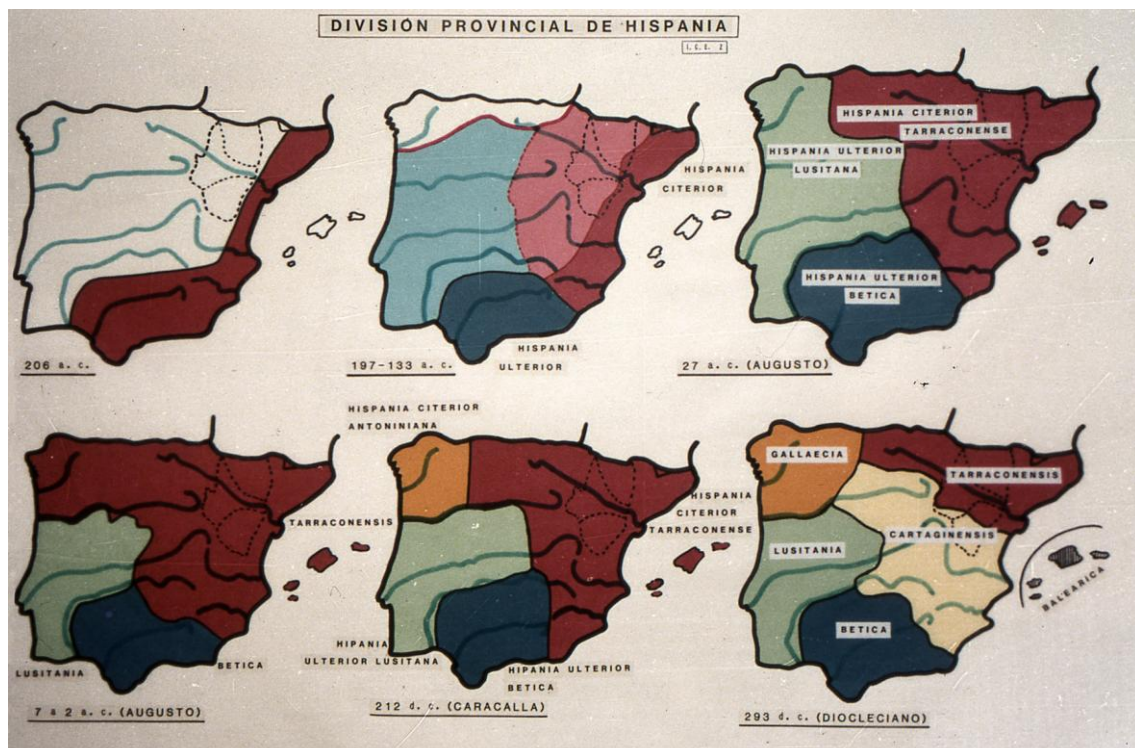 DIVISIÓN PROVINCIAL DE HISPANIA
I.C.E. 2
206 a. c.
HISPANIA
CITERIOR
HISPANIA
ULTERIOR
197-133 a. c.
HISPANIA CITERIOR
TARRACONENSE
HISPANIA ULTERIOR
LUSITANA
HISPANIA ULTERIOR
BETICA
27 a. c. (AUGUSTO)
TARRACONENSIS
LUSITANIA
BETICA
7 a 2 a. c. (AUGUSTO)
HISPANIA CITERIOR
ANTONINIANA
HISPANIA
CITERIOR
TARRACONENSE
HIPANIA
ULTERIOR LUSITANA
HIPANIA ULTERIOR
BETICA
212 d. c. (CARACALLA)
GALLAECIA
TARRACONENSIS
CARTAGINENSIS
LUSITANIA
BALEARICA
BETICA
293 d. c. (DIOCLECIANO)